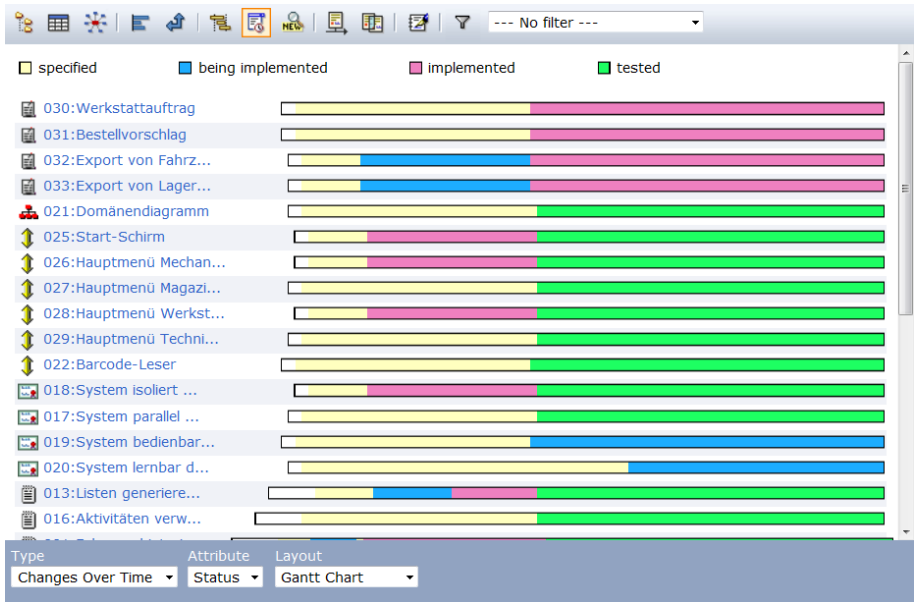 NEW
--- No filter ---
specified being implemented implemented tested
030:Werkstattauftrag
031:Bestellvorschlag
032:Export von Fahrz...
033:Export von Lager...
021:Domänendiagramm
025:Start-Schirm
026:Hauptmenü Mechan...
027:Hauptmenü Magazi...
028:Hauptmenü Werkst...
029:Hauptmenü Techni...
022:Barcode-Leser
018:System isoliert ...
017:System parallel ...
019:System bedienbar...
020:System lernbar d...
013:Listen generiere...
016:Aktivitäten verw...
Type Attribute Layout
Changes Over Time Status Gantt Chart